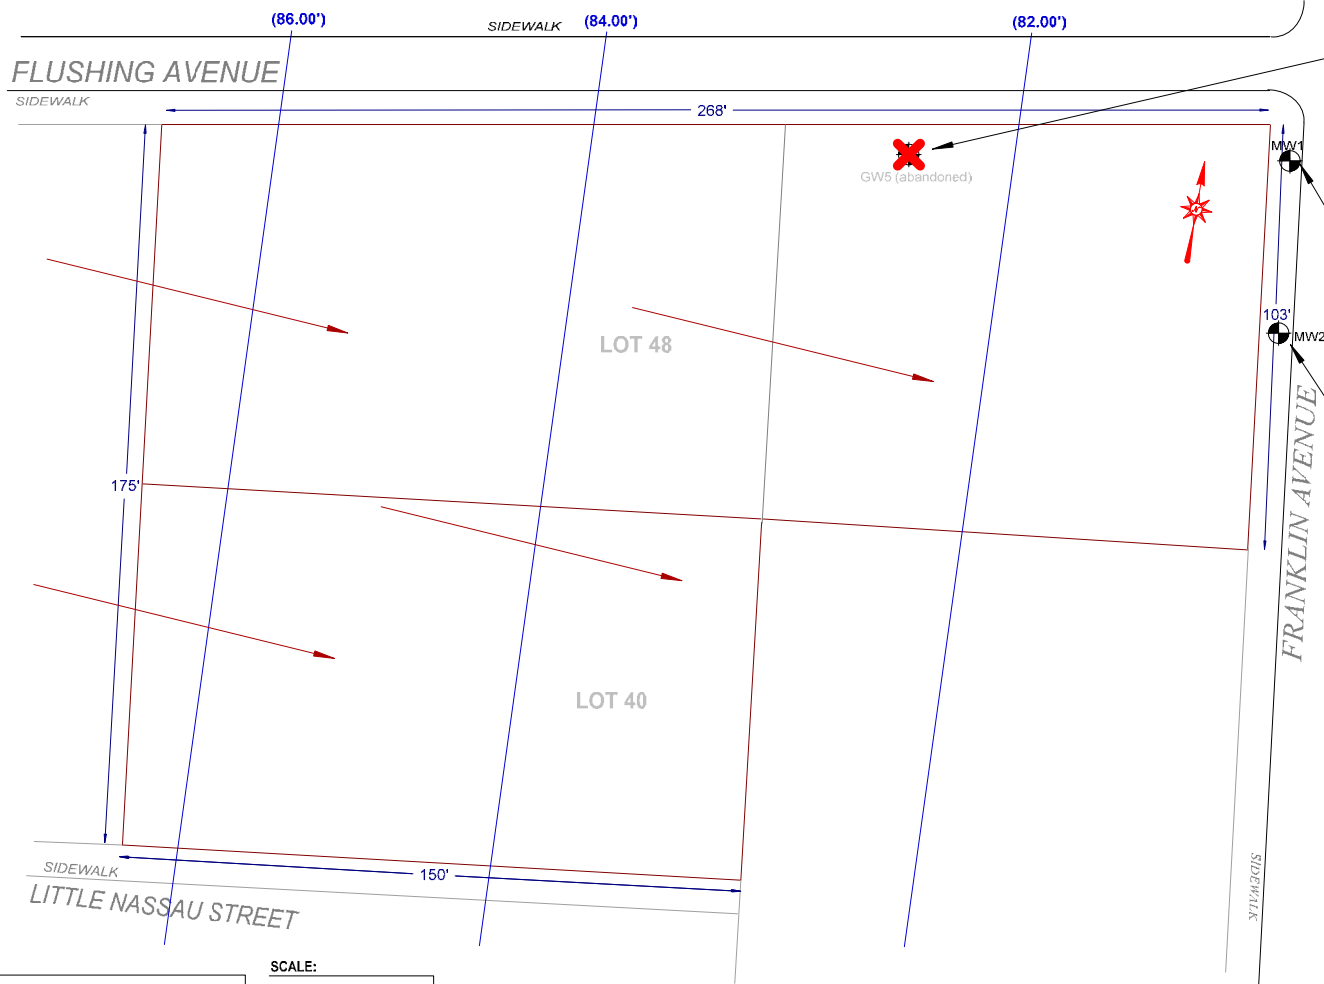 (86.00')
SIDEWALK
(84.00')
(82.00')
FLUSHING AVENUE
SIDEWALK
268'
MW1
GW5 (abandoned)
103'
MW2
LOT 48
175'
FRANKLIN AVENUE
LOT 40
SIDEWALK
150'
SIDEWALK
LITTLE NASSAU STREET
SCALE: